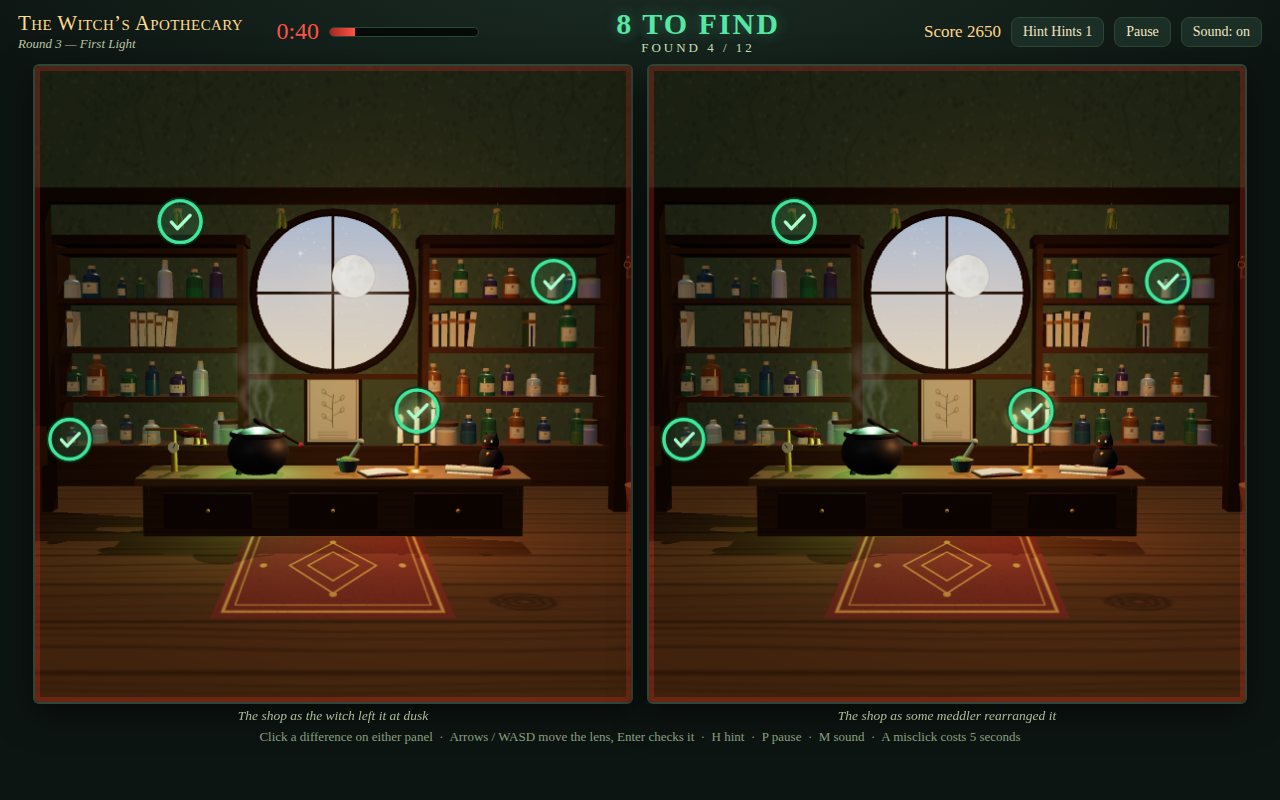 The Witch's Apothecary
Round 3 — First Light
0:40
8 TO FIND
FOUND 4 / 12
Score 2650
Hint Hints 1
Pause
Sound: on
The shop as the witch left it at dusk
The shop as some meddler rearranged it
Click a difference on either panel · Arrows / WASD move the lens, Enter checks it · H hint · P pause · M sound · A misclick costs 5 seconds